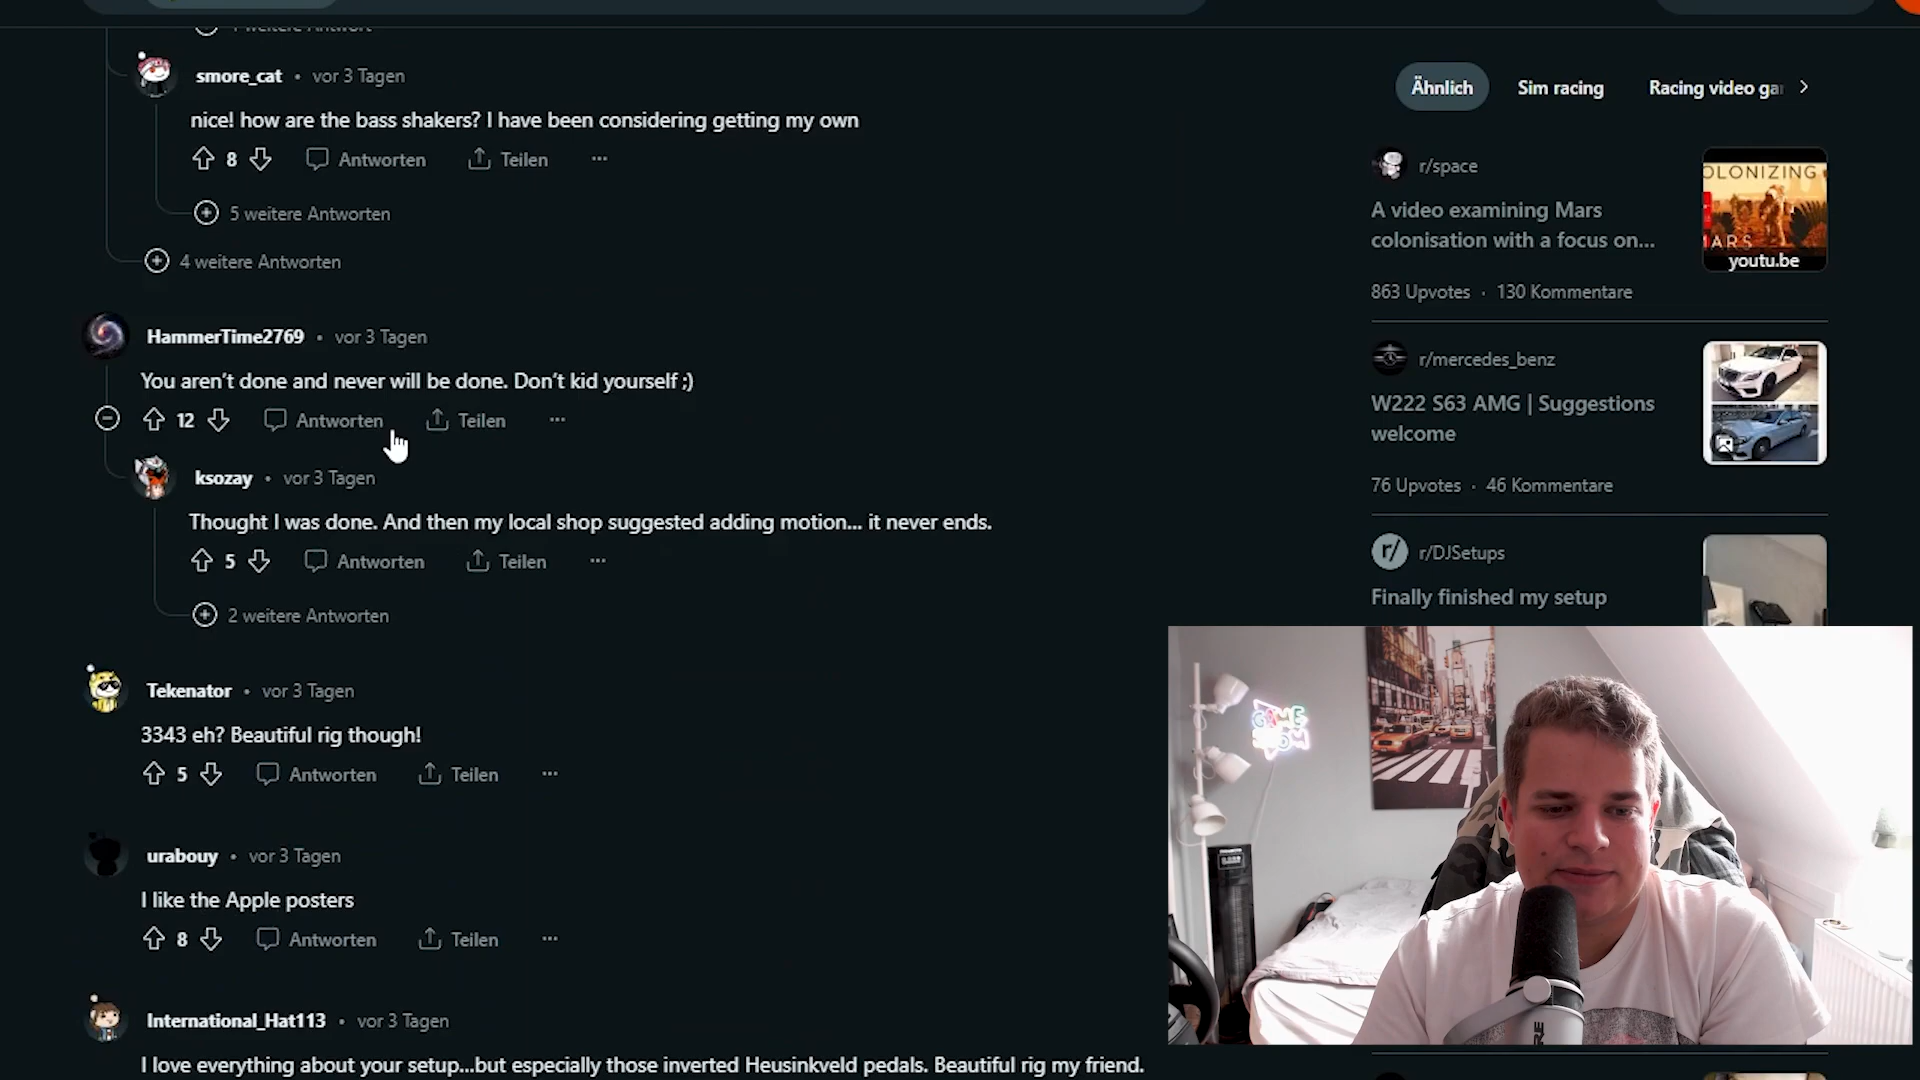 smore_cat • vor 3 Tagen
nice! how are the bass shakers? I have been considering getting my own
8 Antworten Teilen
5 weitere Antworten
4 weitere Antworten
HammerTime2769 • vor 3 Tagen
You aren't done and never will be done. Don't kid yourself ;)
12 Antworten Teilen
ksozay • vor 3 Tagen
Thought I was done. And then my local shop suggested adding motion... it never ends.
5 Antworten Teilen
2 weitere Antworten
Tekenator • vor 3 Tagen
3343 eh? Beautiful rig though!
5 Antworten Teilen
urabouy • vor 3 Tagen
I like the Apple posters
8 Antworten Teilen
International_Hat113 • vor 3 Tagen
I love everything about your setup...but especially those inverted Heusinkveld pedals. Beautiful rig my friend.
Ähnlich Sim racing Racing video
r/space
A video examining Mars
colonisation with a focus on...
863 Upvotes · 130 Kommentare
OLONIZING
MARS
youtu.be
r/mercedes_benz
W222 S63 AMG | Suggestions
welcome
76 Upvotes · 46 Kommentare
r/
r/DJSetups
Finally finished my setup
GAME